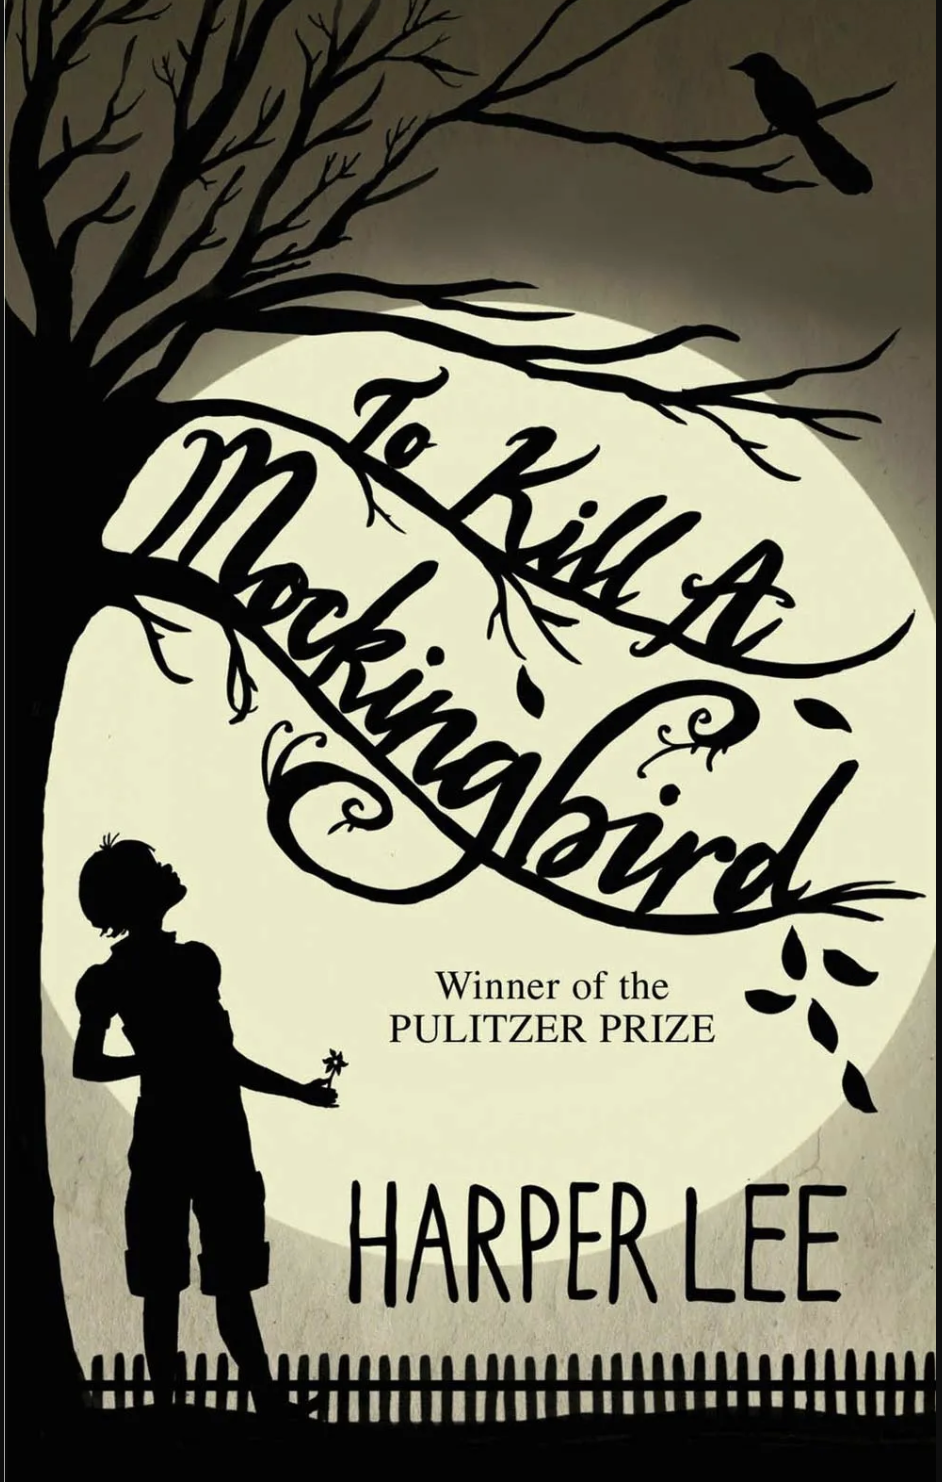 To Kill A
Mockingbird
Winner of the
PULITZER PRIZE
HARPER LEE